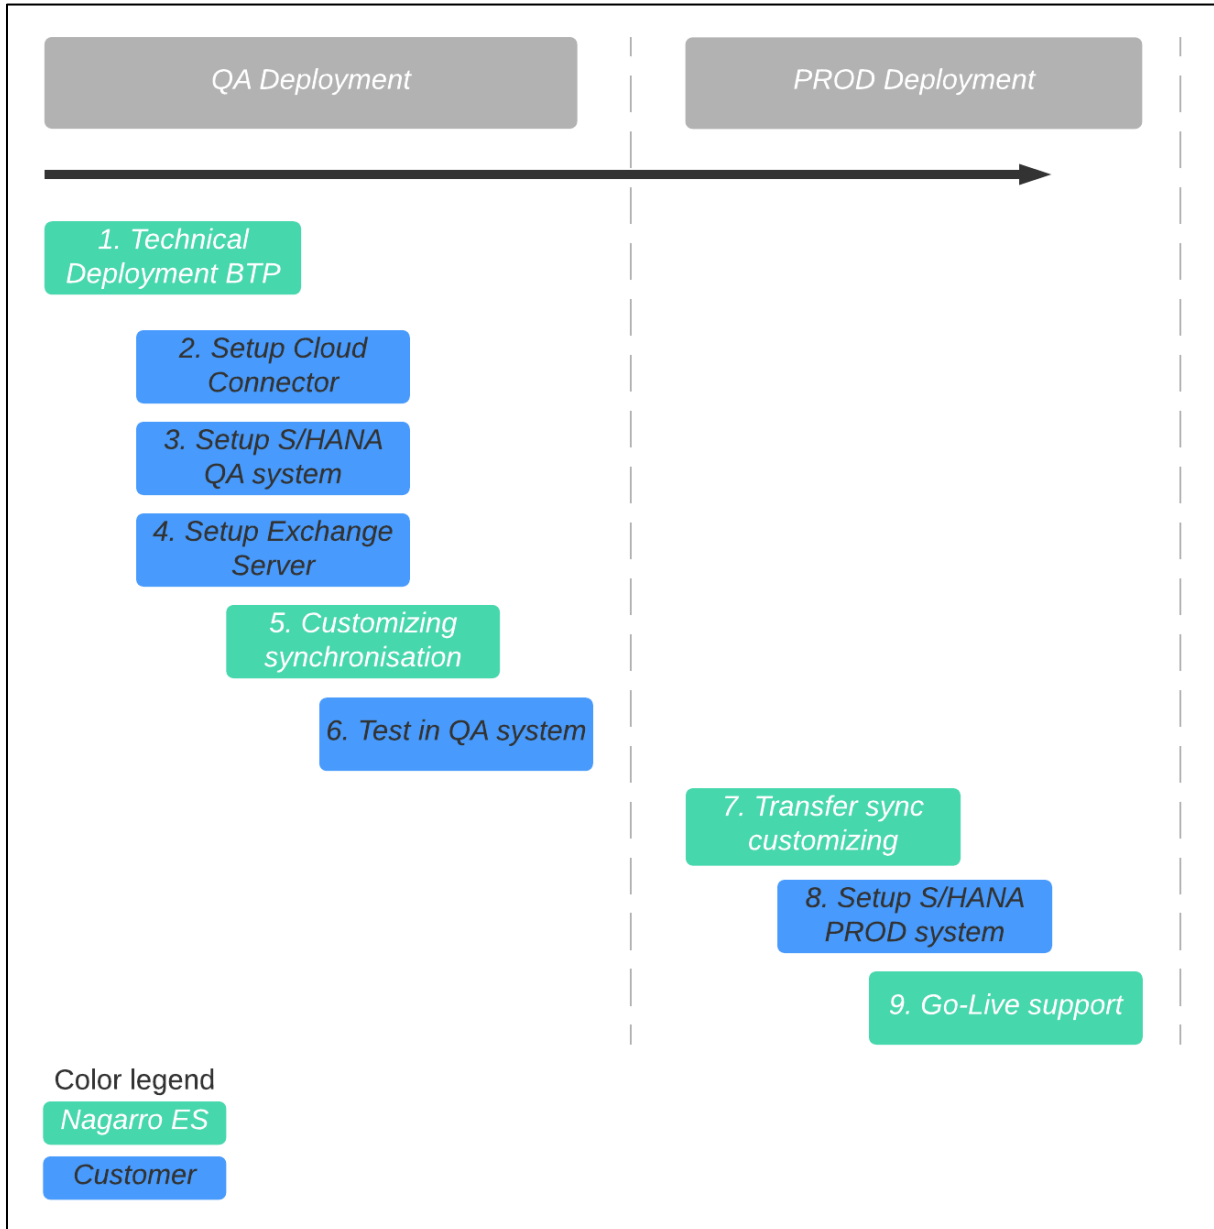 QA Deployment
PROD Deployment
1. Technical
Deployment BTP
2. Setup Cloud
Connector
3. Setup S/HANA
QA system
4. Setup Exchange
Server
5. Customizing
synchronisation
6. Test in QA system
7. Transfer sync
customizing
8. Setup S/HANA
PROD system
9. Go-Live support
Color legend
Nagarro ES
Customer